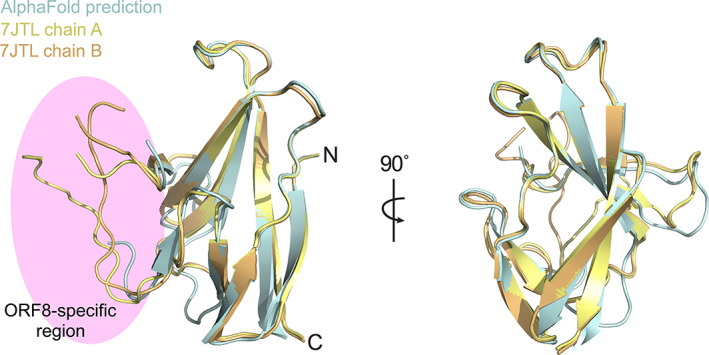 AlphaFold prediction
7JTL chain A
7JTL chain B
N
90°
ORF8-specific
region
C